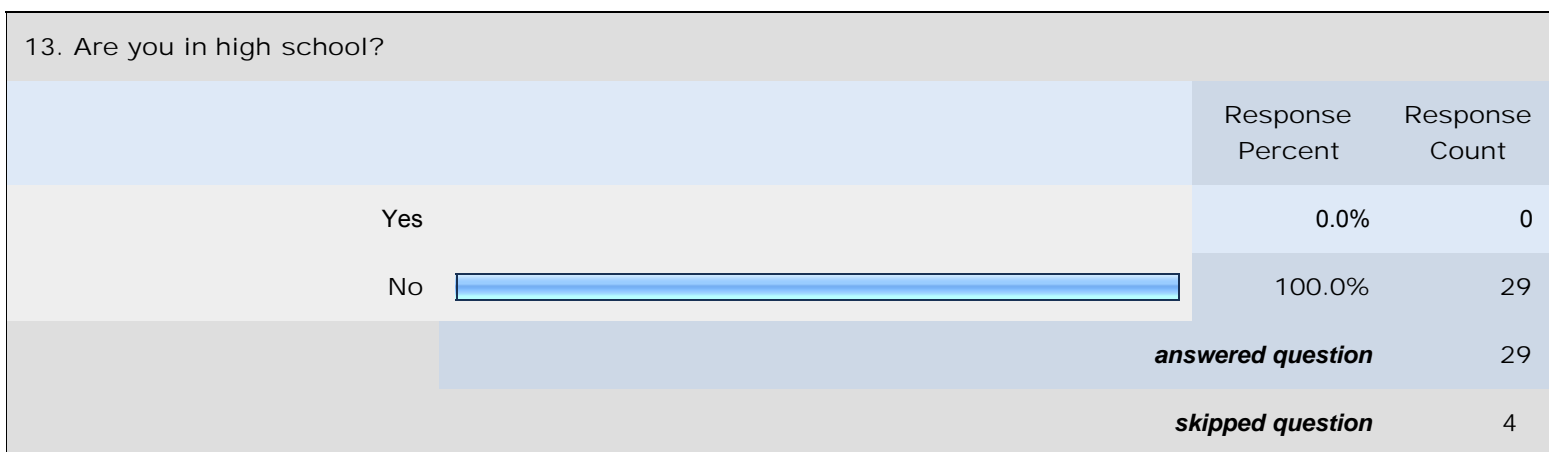 13. Are you in high school?
Response Percent
Response Count
Yes 0.0% 0
No 100.0% 29
answered question 29
skipped question 4